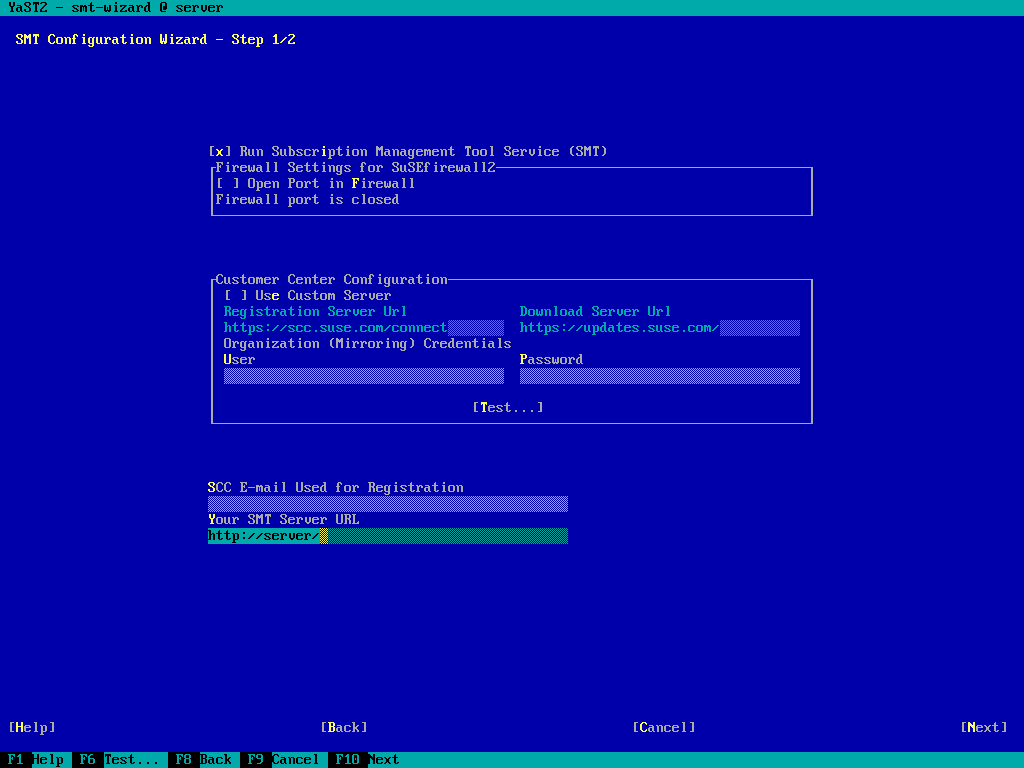 YaST2 - smt-wizard @ server
SMT Configuration Wizard - Step 1/2
[x] Run Subscription Management Tool Service (SMT)
Firewall Settings for SuSEfirewall2
[ ] Open Port in Firewall
Firewall port is closed
Customer Center Configuration
[ ] Use Custom Server
Registration Server Url Download Server Url
https://scc.suse.com/connect https://updates.suse.com/
Organization (Mirroring) Credentials
User Password
[Test...]
SCC E-mail Used for Registration
Your SMT Server URL
http://server/
[Help] [Back] [Cancel] [Next]
F1 Help F6 Test... F8 Back F9 Cancel F10 Next